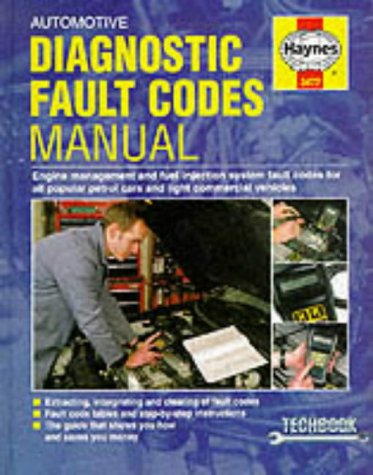 AUTOMOTIVE
DIAGNOSTIC
FAULT CODES
MANUAL
Haynes
Engine management and fuel injection system fault codes for
all popular petrol cars and light commercial vehicles
Extracting, interpreting and clearing of fault codes
Fault code tables and step-by-step instructions
The guide that shows you how
and saves you money
TECHBOOK